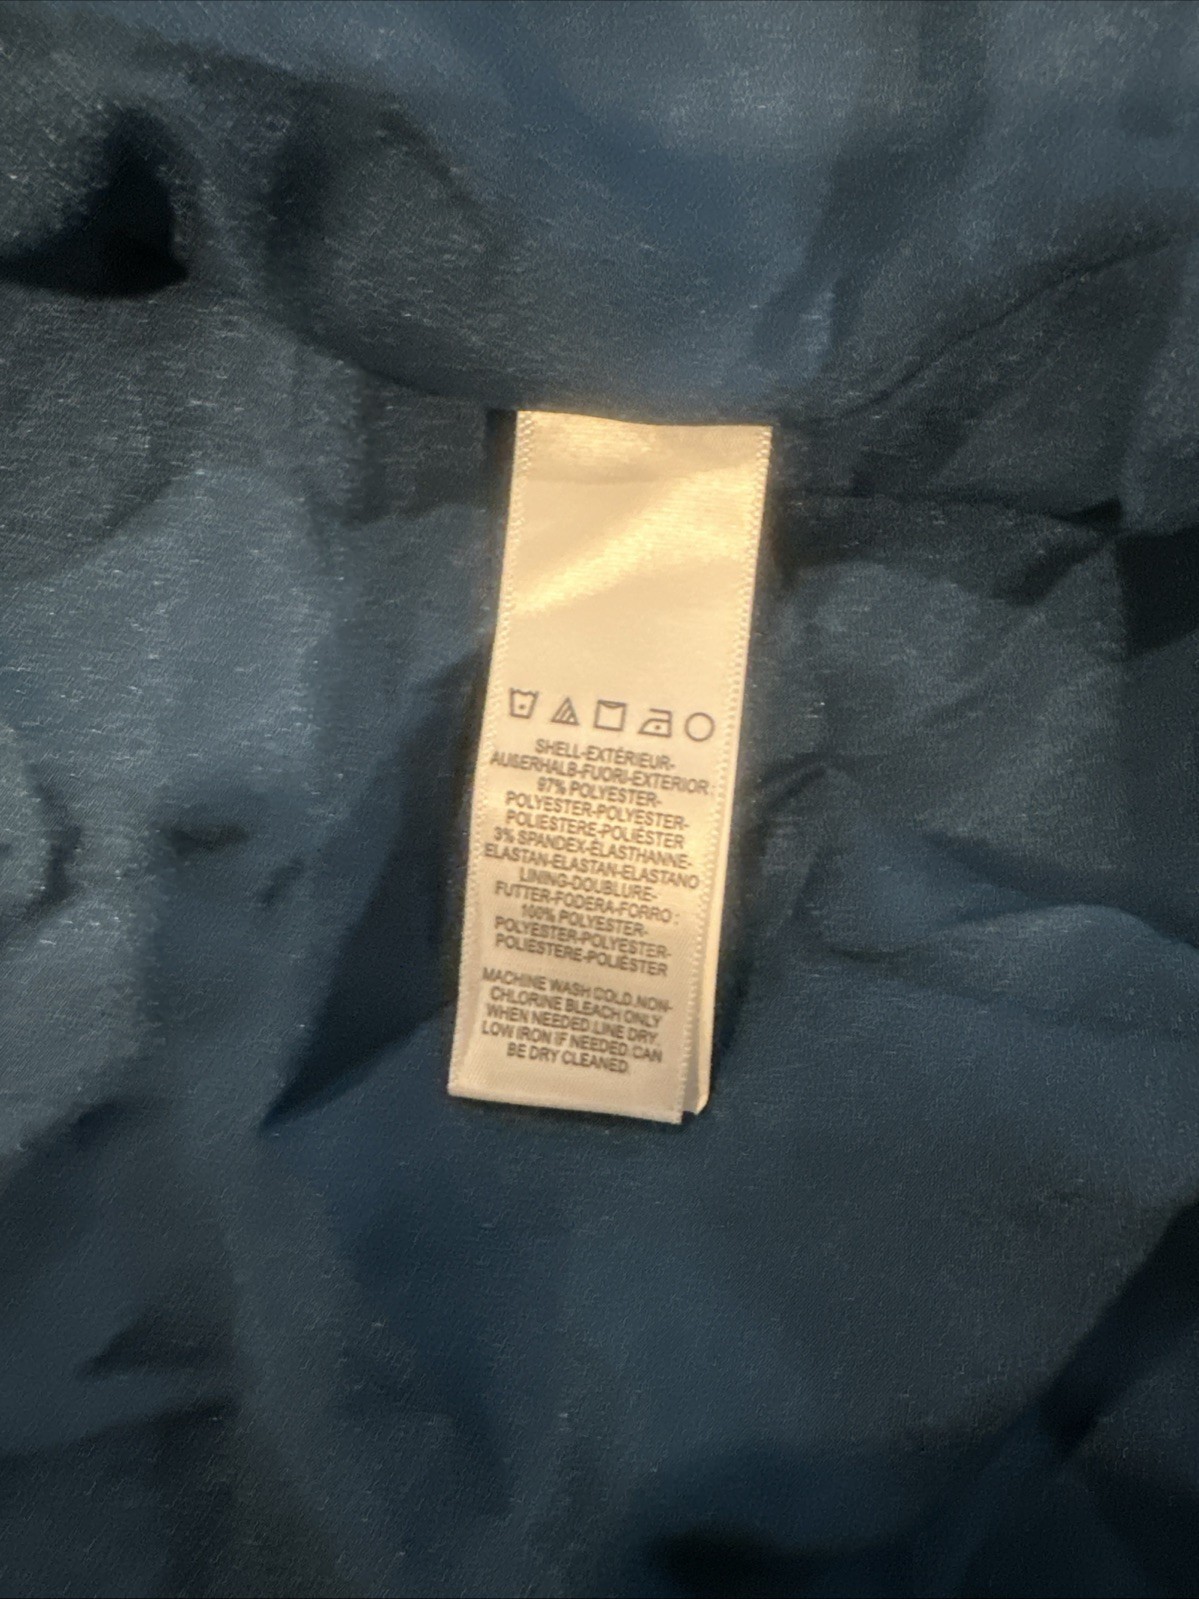 SHELL-EXTÉRIEUR-
AUßERHALB-FUORI-EXTERIOR :
97% POLYESTER-
POLYESTER-POLYESTER-
POLIESTERE-POLIÉSTER
3% SPANDEX-ÉLASTHANNE-
ELASTAN-ELASTAN-ELASTANO
LINING-DOUBLURE-
FUTTER-FODERA-FORRO :
100% POLYESTER-
POLYESTER-POLYESTER-
POLIESTERE-POLIÉSTER
MACHINE WASH COLD.NON-
CHLORINE BLEACH ONLY
WHEN NEEDED.LINE DRY.
LOW IRON IF NEEDED.CAN
BE DRY CLEANED.